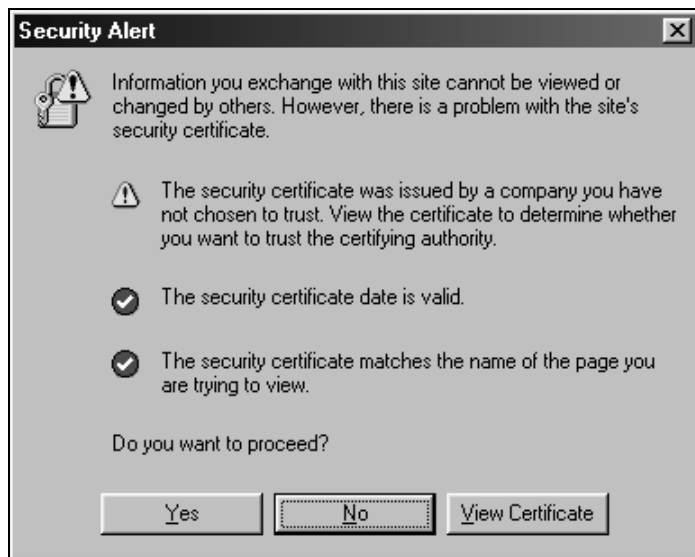 Security Alert
Information you exchange with this site cannot be viewed or
changed by others. However, there is a problem with the site's
security certificate.
The security certificate was issued by a company you have
not chosen to trust. View the certificate to determine whether
you want to trust the certifying authority.
The security certificate date is valid.
The security certificate matches the name of the page you
are trying to view.
Do you want to proceed?
Yes No View Certificate